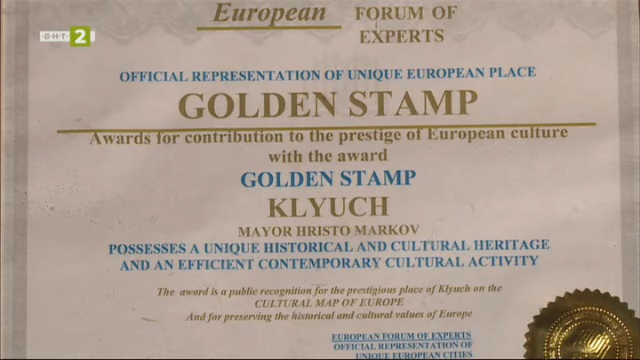 European FORUM OF
EXPERTS
БНТ 2
OFFICIAL REPRESENTATION OF UNIQUE EUROPEAN PLACE
GOLDEN STAMP
Awards for contribution to the prestige of European culture
with the award
GOLDEN STAMP
KLYUCH
MAYOR HRISTO MARKOV
POSSESSES A UNIQUE HISTORICAL AND CULTURAL HERITAGE
AND AN EFFICIENT CONTEMPORARY CULTURAL ACTIVITY
The award is a public recognition for the prestigious place of Klyuch on the
CULTURAL MAP OF EUROPE
And for preserving the historical and cultural values of Europe
EUROPEAN FORUM OF EXPERTS
OFFICIAL REPRESENTATION OF
UNIQUE EUROPEAN CITIES